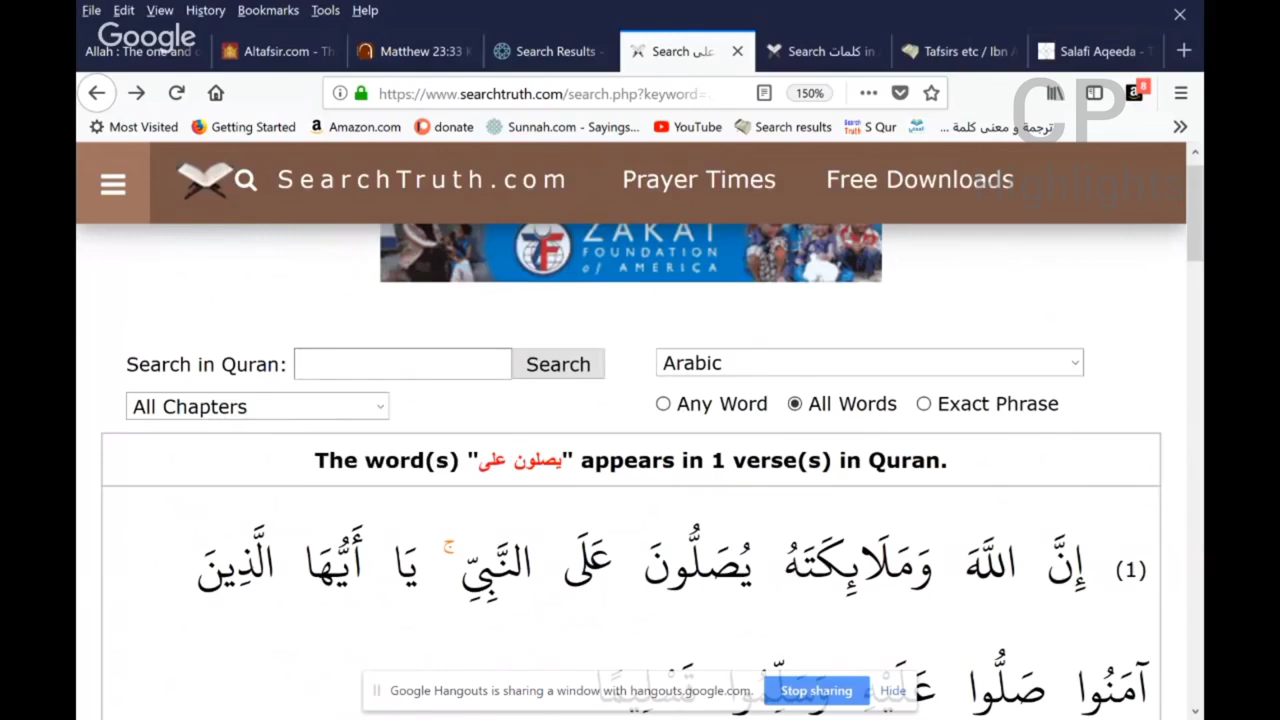 File Edit View History Bookmarks Tools Help
Google
Allah : The one and Altafsir.com - Th Matthew 23:33 Search Results - Search على Search كلمات in Tafsirs etc / Ibn A Salafi Aqeeda - T
https://www.searchtruth.com/search.php?keyword= 150% 8
CP
Most Visited Getting Started Amazon.com donate Sunnah.com - Sayings... YouTube Search results S Qur ترجمة و معنى كلمة ...
Highlights
SearchTruth.com Prayer Times Free Downloads
ZAKAT
FOUNDATION
of AMERICA
Search in Quran: Search Arabic
All Chapters Any Word All Words Exact Phrase
The word(s) "يصلون على" appears in 1 verse(s) in Quran.
(1) إِنَّ اللَّهَ وَمَلَائِكَتَهُ يُصَلُّونَ عَلَى النَّبِيِّ ۚ يَا أَيُّهَا الَّذِينَ
آمَنُوا صَلُّوا عَلَيْهِ وَسَلِّمُوا تَسْلِيمًا
Google Hangouts is sharing a window with hangouts.google.com. Stop sharing Hide